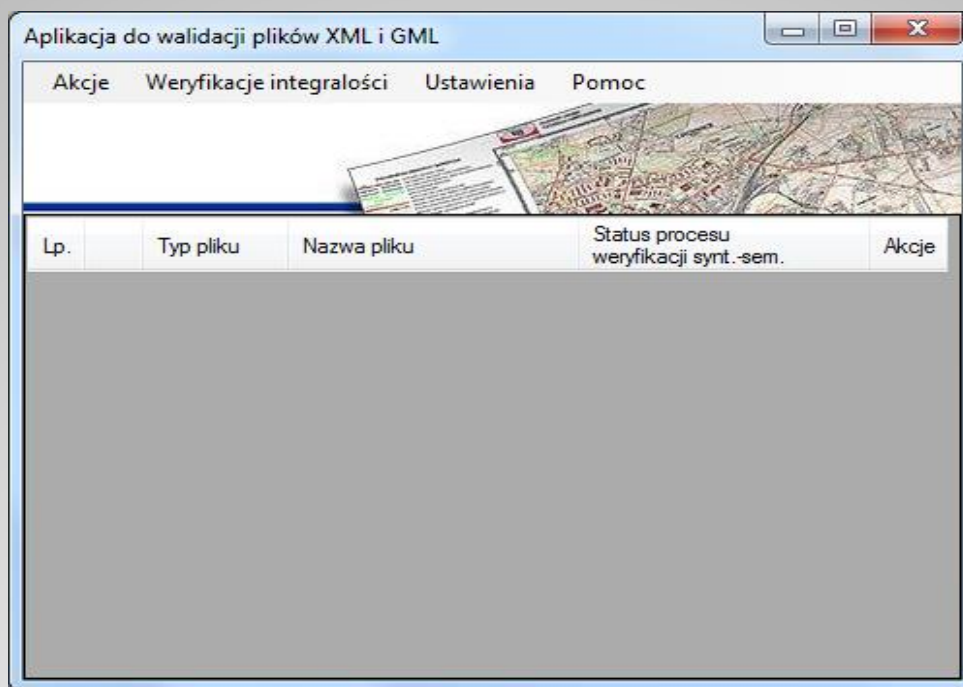 Aplikacja do walidacji plików XML i GML
Akcje Weryfikacje integralości Ustawienia Pomoc
Lp. Typ pliku Nazwa pliku Status procesu weryfikacji synt.-sem. Akcje